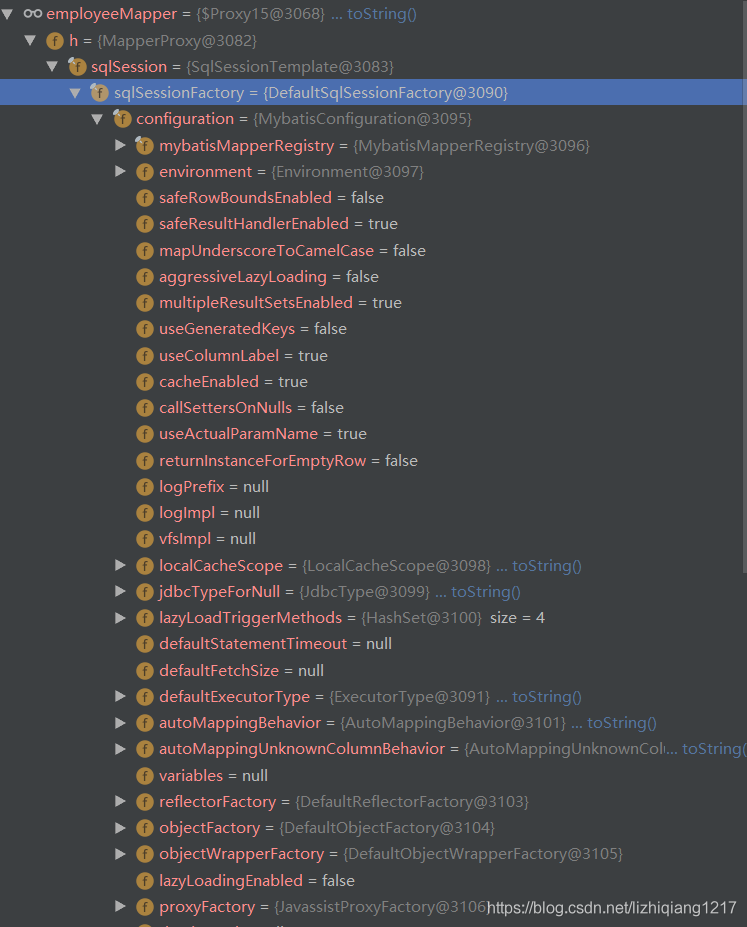 employeeMapper = {$Proxy15@3068} ... toString()
h = {MapperProxy@3082}
sqlSession = {SqlSessionTemplate@3083}
sqlSessionFactory = {DefaultSqlSessionFactory@3090}
configuration = {MybatisConfiguration@3095}
mybatisMapperRegistry = {MybatisMapperRegistry@3096}
environment = {Environment@3097}
safeRowBoundsEnabled = false
safeResultHandlerEnabled = true
mapUnderscoreToCamelCase = false
aggressiveLazyLoading = false
multipleResultSetsEnabled = true
useGeneratedKeys = false
useColumnLabel = true
cacheEnabled = true
callSettersOnNulls = false
useActualParamName = true
returnInstanceForEmptyRow = false
logPrefix = null
logImpl = null
vfsImpl = null
localCacheScope = {LocalCacheScope@3098} ... toString()
jdbcTypeForNull = {JdbcType@3099} ... toString()
lazyLoadTriggerMethods = {HashSet@3100} size = 4
defaultStatementTimeout = null
defaultFetchSize = null
defaultExecutorType = {ExecutorType@3091} ... toString()
autoMappingBehavior = {AutoMappingBehavior@3101} ... toString()
autoMappingUnknownColumnBehavior = {AutoMappingUnknownColu... toString()
variables = null
reflectorFactory = {DefaultReflectorFactory@3103}
objectFactory = {DefaultObjectFactory@3104}
objectWrapperFactory = {DefaultObjectWrapperFactory@3105}
lazyLoadingEnabled = false
proxyFactory = {JavassistProxyFactory@3106}
https://blog.csdn.net/lizhiqiang1217